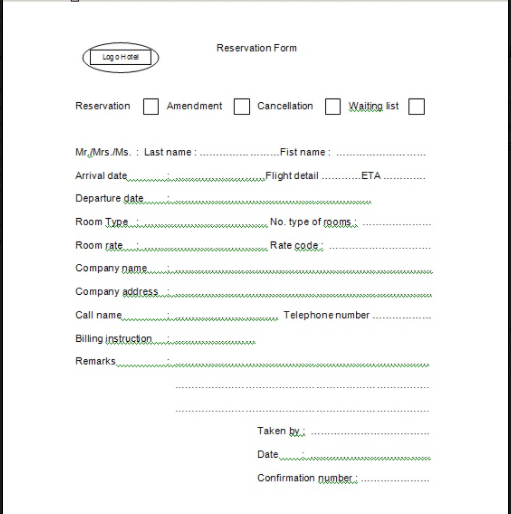 Reservation Form
Logo Hotel
Reservation Amendment Cancellation Waiting list
Mr,/Mrs./Ms. : Last name : ........................Fist name : ...........................
Arrival date : ...........................Flight detail ............ETA .............
Departure date : ............................................................
Room Type : ........................... No. type of rooms : .....................
Room rate : ........................... Rate code : ...............................
Company name : ..............................................................................
Company address : ..............................................................................
Call name : ............................... Telephone number ..................
Billing instruction : ........................
Remarks : ..............................................................................
..............................................................................
..............................................................................
Taken by : ....................................
Date : .......................................
Confirmation number : .....................